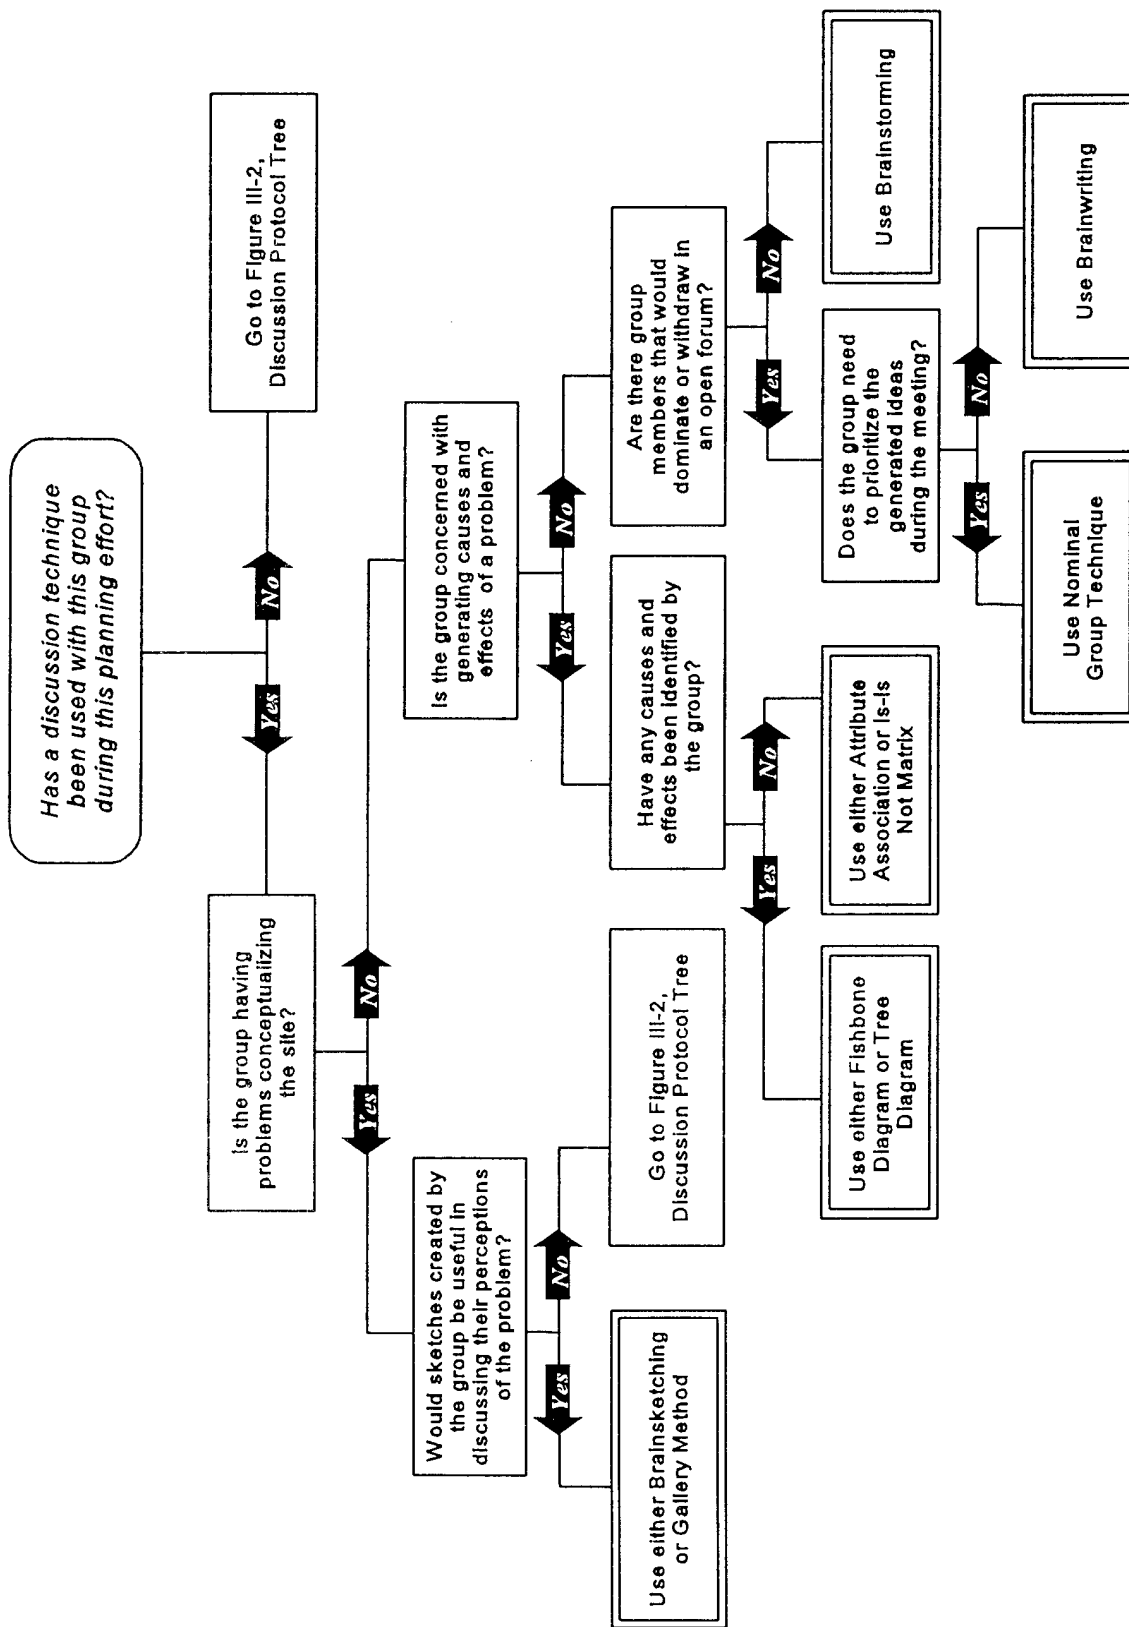 Has a discussion technique
been used with this group
during this planning effort?
Yes
No
Is the group having
problems conceptualizing
the site?
Go to Figure III-2,
Discussion Protocol Tree
Yes
No
Would sketches created by
the group be useful in
discussing their perceptions
of the problem?
Is the group concerned with
generating causes and
effects of a problem?
Yes
No
Yes
No
Use either Brainsketching
or Gallery Method
Go to Figure III-2,
Discussion Protocol Tree
Have any causes and
effects been identified by
the group?
Are there group
members that would
dominate or withdraw in
an open forum?
Yes
No
Yes
No
Use either Fishbone
Diagram or Tree
Diagram
Use either Attribute
Association or Is-Is
Not Matrix
Does the group need
to prioritize the
generated ideas
during the meeting?
Use Brainstorming
Yes
No
Use Nominal
Group Technique
Use Brainwriting